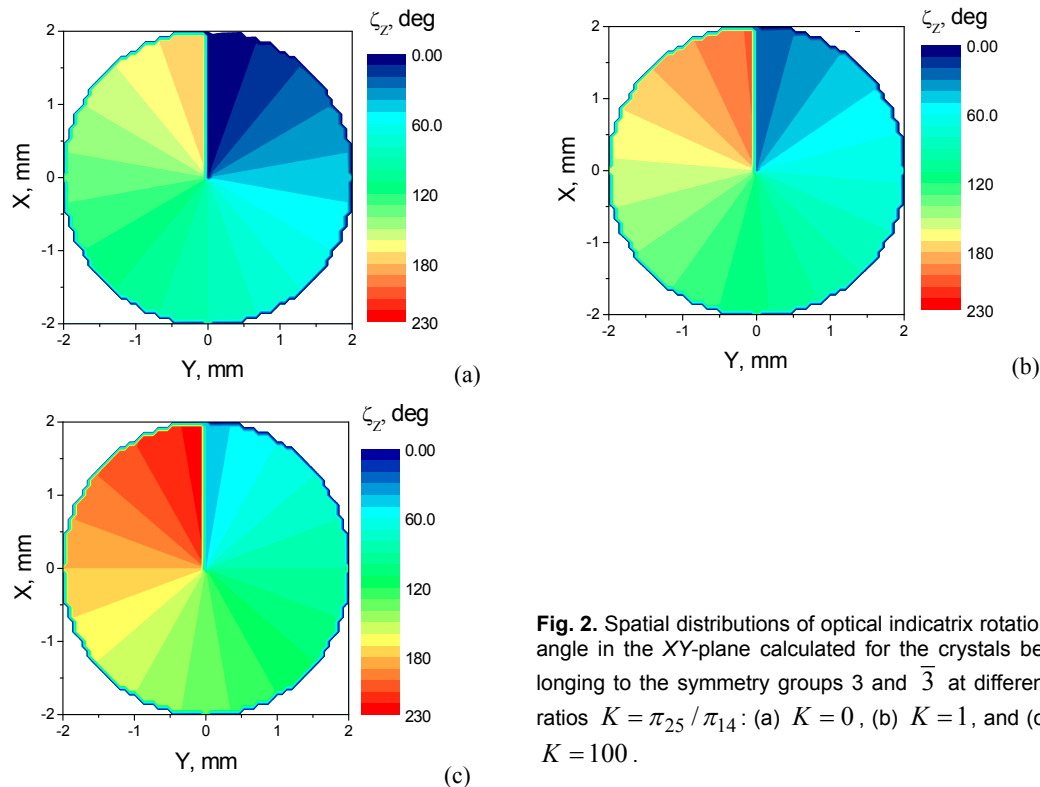 2
1
0
-1
-2
-2
-1
0
1
2
X, mm
Y, mm
ζZ, deg
0.00
60.0
120
180
230
(a)
2
1
0
-1
-2
-2
-1
0
1
2
X, mm
Y, mm
ζZ, deg
0.00
60.0
120
180
230
(b)
2
1
0
-1
-2
-2
-1
0
1
2
X, mm
Y, mm
ζZ, deg
0.00
60.0
120
180
230
(c)
Fig. 2. Spatial distributions of optical indicatrix rotation
angle in the XY-plane calculated for the crystals be-
longing to the symmetry groups 3 and 3̅ at differen
ratios K = π25 / π14: (a) K = 0, (b) K = 1, and (c
K = 100.